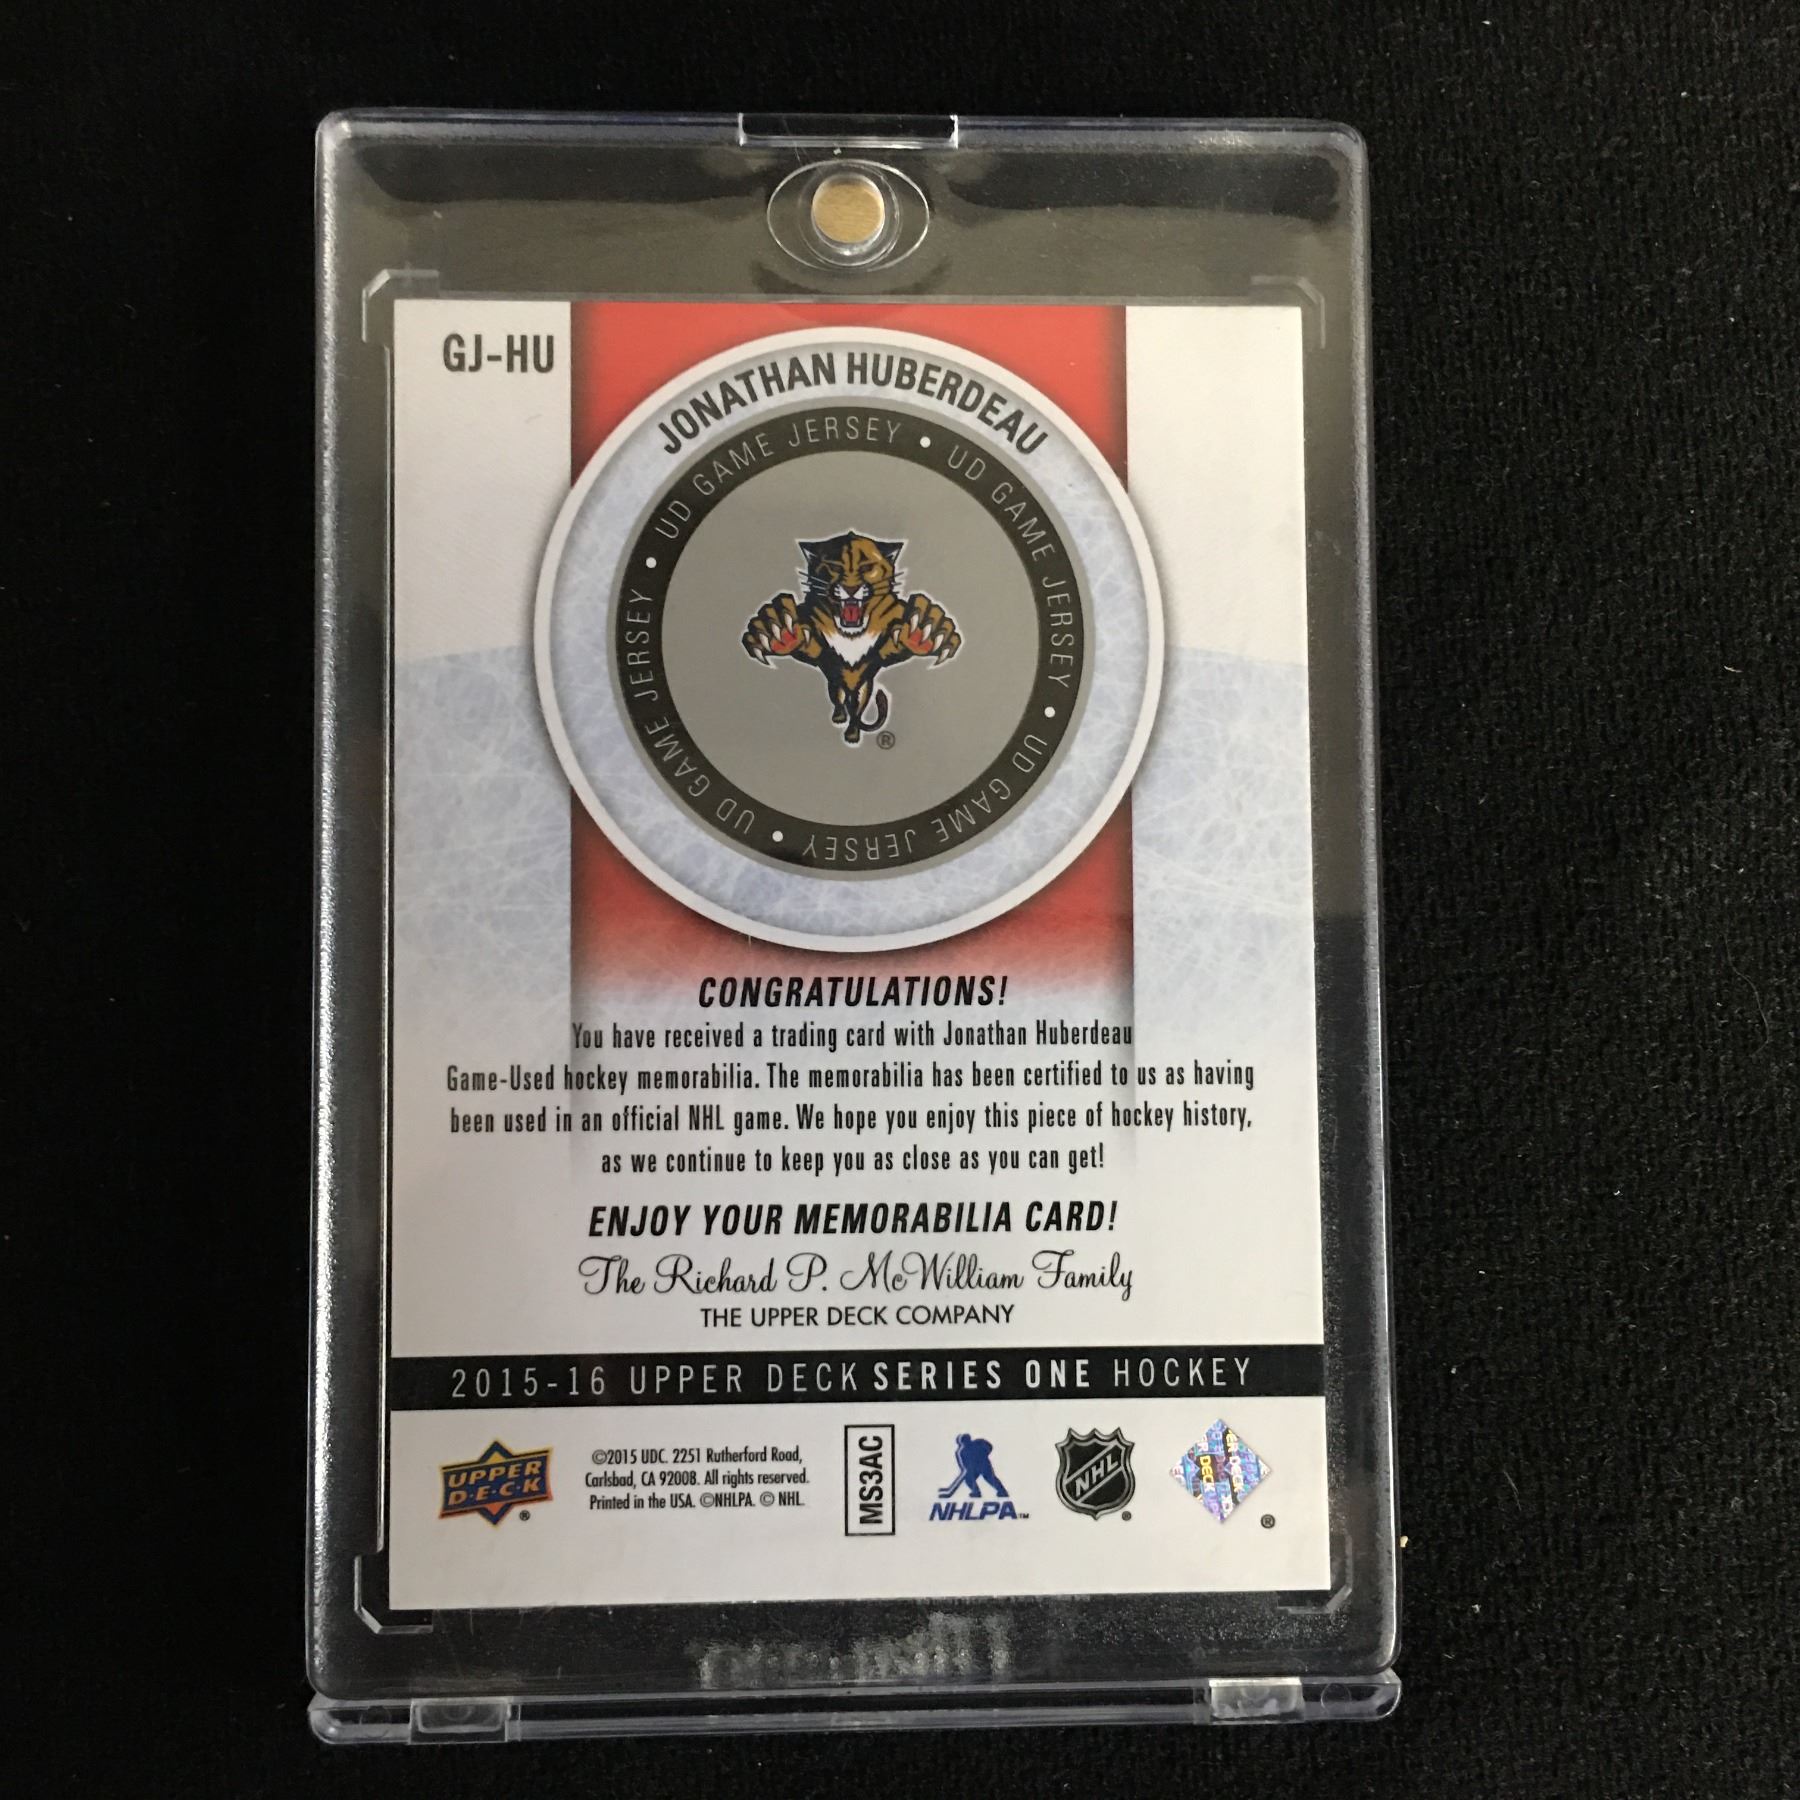 GJ-HU
JONATHAN HUBERDEAU
UD GAME JERSEY • UD GAME JERSEY • UD GAME JERSEY • UD GAME JERSEY •
®
CONGRATULATIONS!
You have received a trading card with Jonathan Huberdeau
Game-Used hockey memorabilia. The memorabilia has been certified to us as having
been used in an official NHL game. We hope you enjoy this piece of hockey history,
as we continue to keep you as close as you can get!
ENJOY YOUR MEMORABILIA CARD!
The Richard P. McWilliam Family
THE UPPER DECK COMPANY
2015-16 UPPER DECK SERIES ONE HOCKEY
UPPER
D·E·C·K
®
©2015 UDC. 2251 Rutherford Road,
Carlsbad, CA 92008. All rights reserved.
Printed in the USA. ©NHLPA. © NHL.
MS3AC
NHLPA™
NHL
®
®